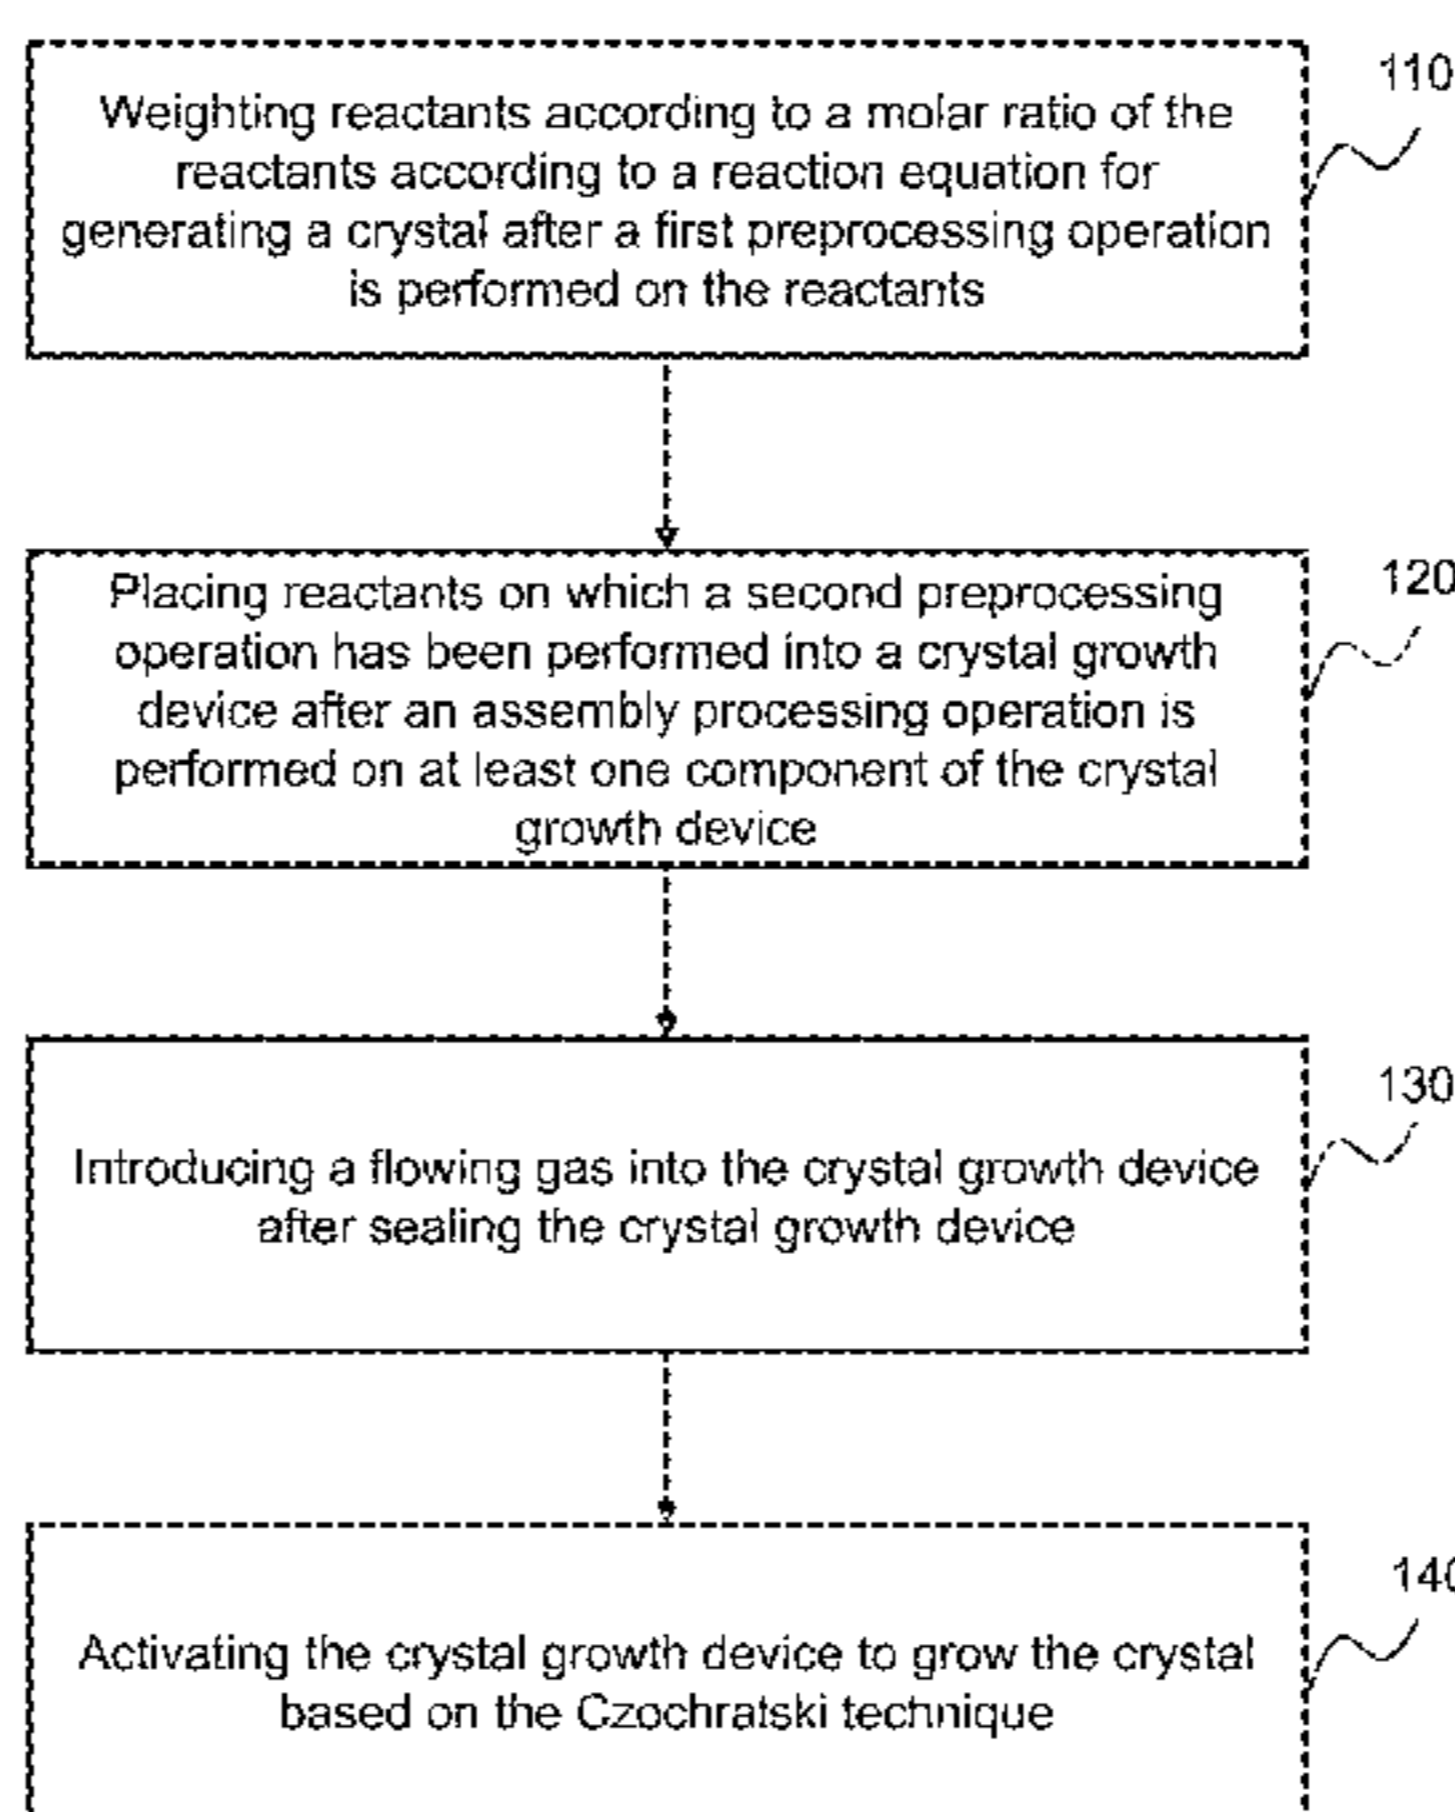 Weighting reactants according to a molar ratio of the
reactants according to a reaction equation for
generating a crystal after a first preprocessing operation
is performed on the reactants
110
Placing reactants on which a second preprocessing
operation has been performed into a crystal growth
device after an assembly processing operation is
performed on at least one component of the crystal
growth device
120
Introducing a flowing gas into the crystal growth device
after sealing the crystal growth device
130
Activating the crystal growth device to grow the crystal
based on the Czochratski technique
140